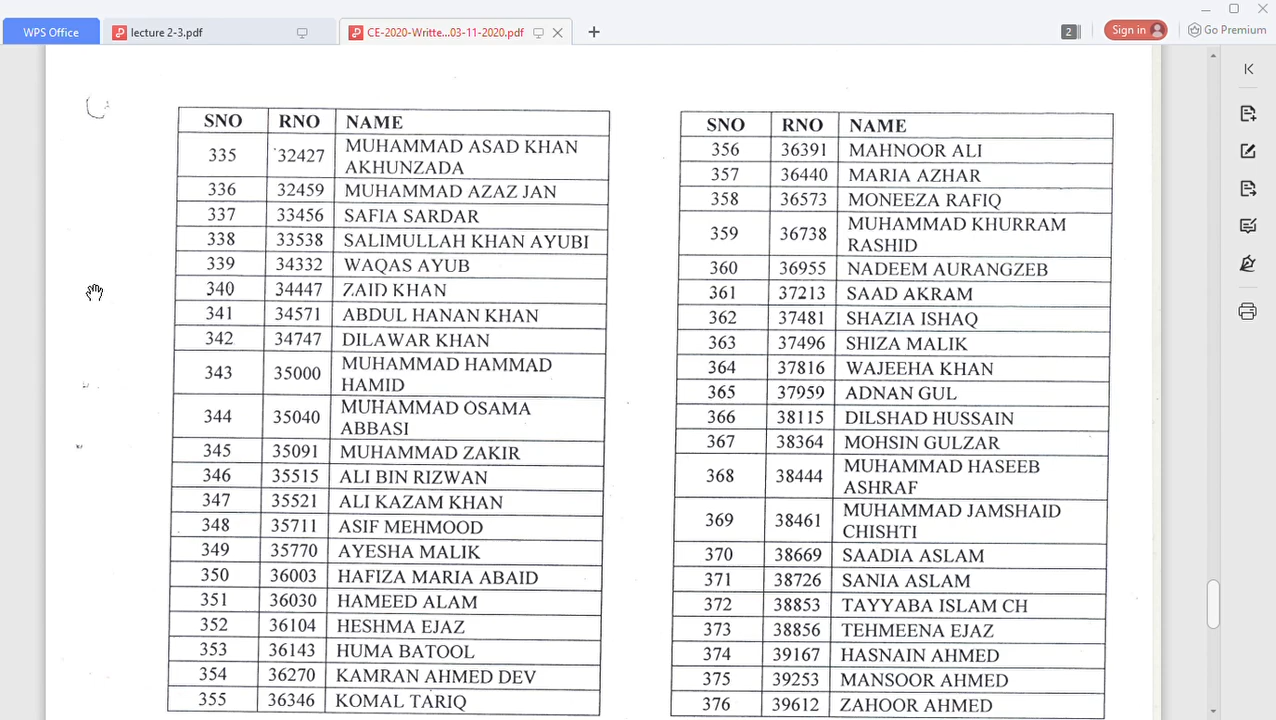 WPS Office
lecture 2-3.pdf
CE-2020-Writte...03-11-2020.pdf
2
Sign in
Go Premium
SNO RNO NAME
335 32427 MUHAMMAD ASAD KHAN
AKHUNZADA
336 32459 MUHAMMAD AZAZ JAN
337 33456 SAFIA SARDAR
338 33538 SALIMULLAH KHAN AYUBI
339 34332 WAQAS AYUB
340 34447 ZAID KHAN
341 34571 ABDUL HANAN KHAN
342 34747 DILAWAR KHAN
343 35000 MUHAMMAD HAMMAD
HAMID
344 35040 MUHAMMAD OSAMA
ABBASI
345 35091 MUHAMMAD ZAKIR
346 35515 ALI BIN RIZWAN
347 35521 ALI KAZAM KHAN
348 35711 ASIF MEHMOOD
349 35770 AYESHA MALIK
350 36003 HAFIZA MARIA ABAID
351 36030 HAMEED ALAM
352 36104 HESHMA EJAZ
353 36143 HUMA BATOOL
354 36270 KAMRAN AHMED DEV
355 36346 KOMAL TARIQ
SNO RNO NAME
356 36391 MAHNOOR ALI
357 36440 MARIA AZHAR
358 36573 MONEEZA RAFIQ
359 36738 MUHAMMAD KHURRAM
RASHID
360 36955 NADEEM AURANGZEB
361 37213 SAAD AKRAM
362 37481 SHAZIA ISHAQ
363 37496 SHIZA MALIK
364 37816 WAJEEHA KHAN
365 37959 ADNAN GUL
366 38115 DILSHAD HUSSAIN
367 38364 MOHSIN GULZAR
368 38444 MUHAMMAD HASEEB
ASHRAF
369 38461 MUHAMMAD JAMSHAID
CHISHTI
370 38669 SAADIA ASLAM
371 38726 SANIA ASLAM
372 38853 TAYYABA ISLAM CH
373 38856 TEHMEENA EJAZ
374 39167 HASNAIN AHMED
375 39253 MANSOOR AHMED
376 39612 ZAHOOR AHMED